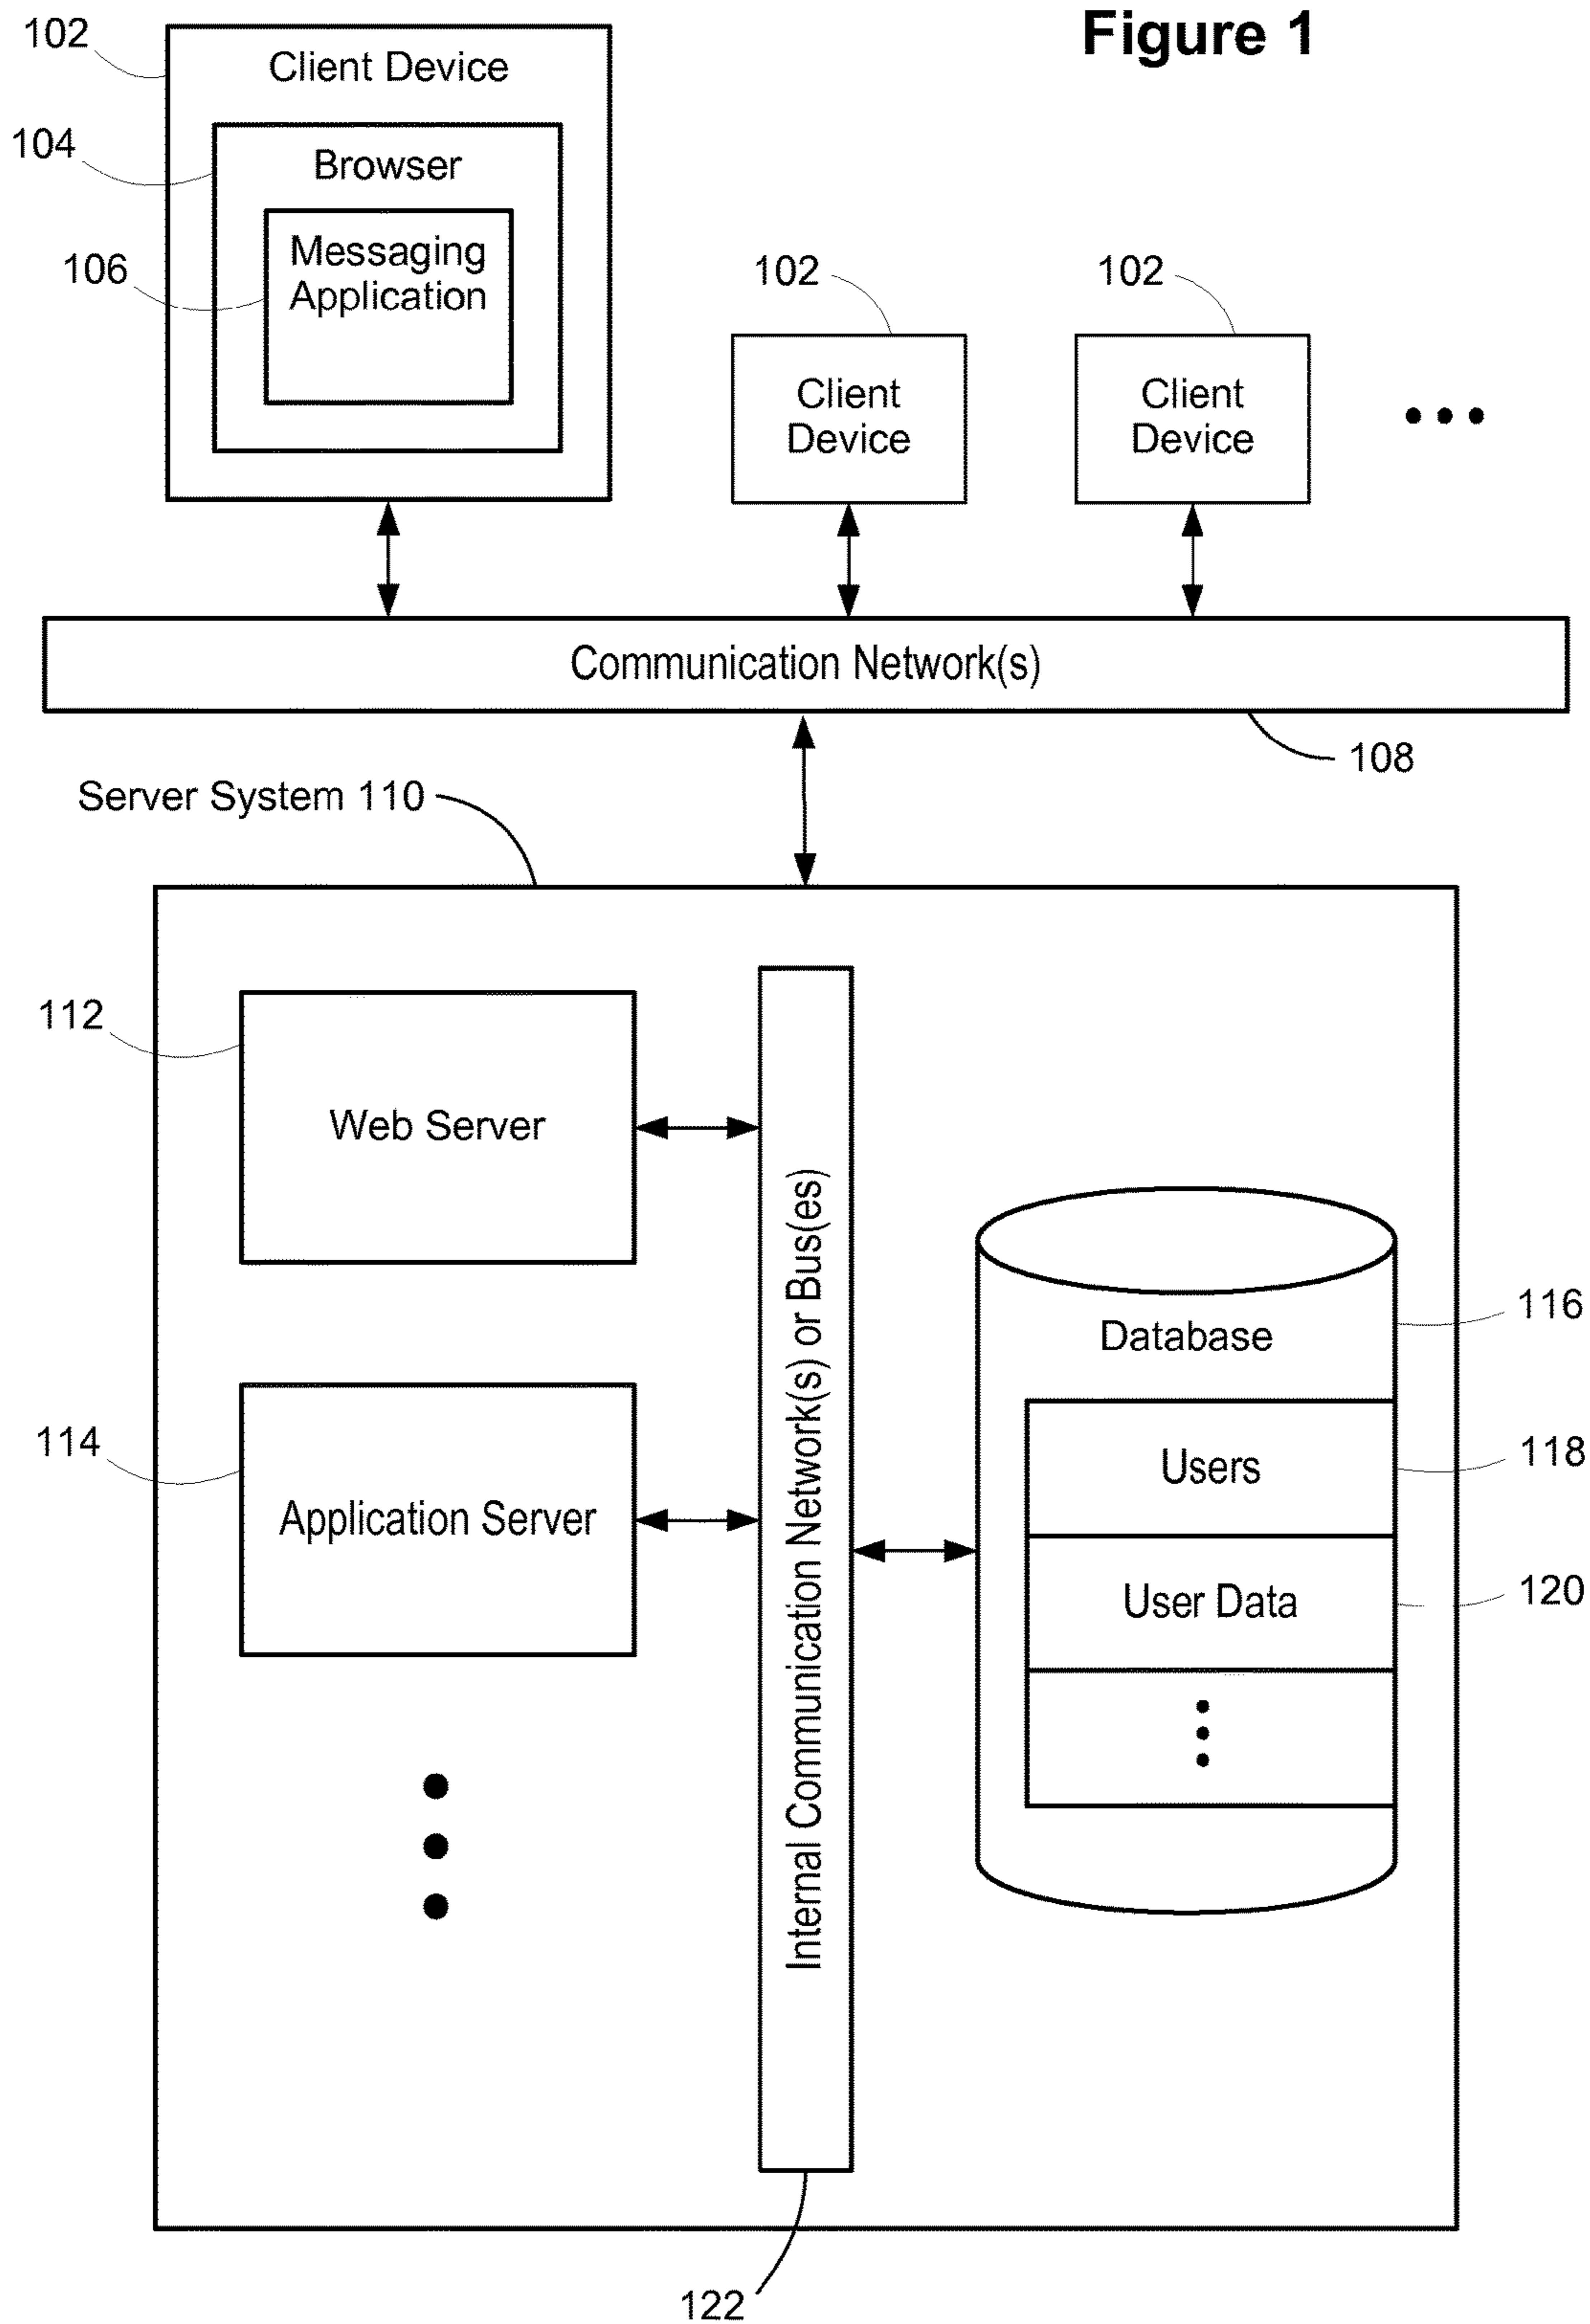 Figure 1
102
Client Device
104
Browser
106
Messaging
Application
102
102
Client
Device
Client
Device
Communication Network(s)
108
Server System 110
112
Web Server
Internal Communication Network(s) or Bus(es)
116
Database
114
Application Server
118
Users
120
User Data
122